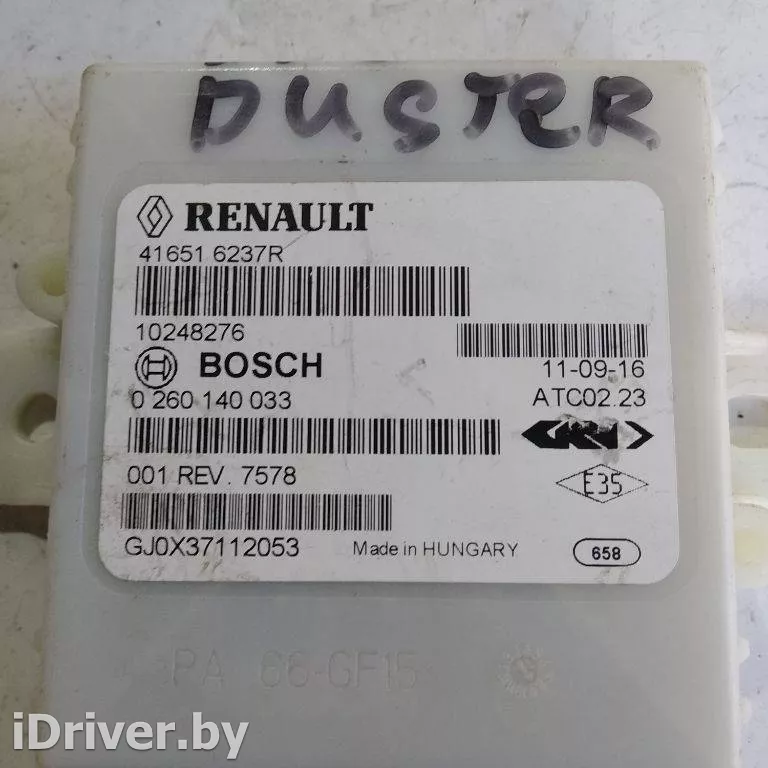 DUSTER
RENAULT
41651 6237R
10248276
BOSCH
11-09-16
0 260 140 033
ATC02.23
GKN
001 REV. 7578
E35
GJ0X37112053
Made in HUNGARY
658
PA 66-GF15
iDriver.by